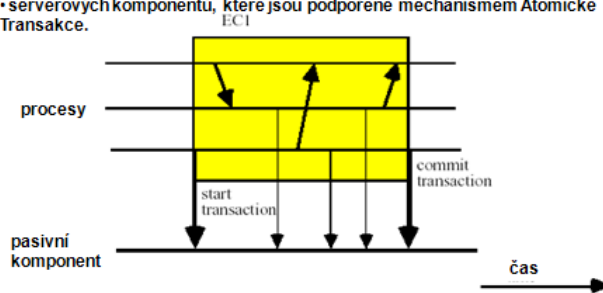 • serverových komponentů, které jsou podpořené mechanismem Atomické
Transakce.
EC1
procesy
commit
transaction
start
transaction
pasivní
komponent
čas